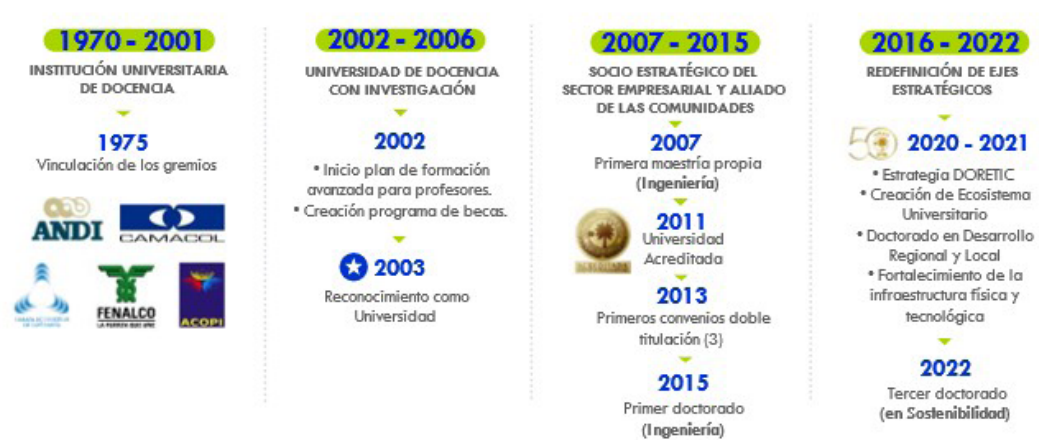 1970 - 2001
INSTITUCIÓN UNIVERSITARIA
DE DOCENCIA
1975
Vinculación de los gremios
ANDI
CAMACOL
FENALCO
LA FUERZA QUE UNE
ACOPI
2002 - 2006
UNIVERSIDAD DE DOCENCIA
CON INVESTIGACIÓN
2002
• Inicio plan de formación
avanzada para profesores.
• Creación programa de becas.
2003
Reconocimiento como
Universidad
2007 - 2015
SOCIO ESTRATÉGICO DEL
SECTOR EMPRESARIAL Y ALIADO
DE LAS COMUNIDADES
2007
Primera maestría propia
(Ingeniería)
2011
Universidad
Acreditada
2013
Primeros convenios doble
titulación (3)
2015
Primer doctorado
(Ingeniería)
2016 - 2022
REDEFINICIÓN DE EJES
ESTRATÉGICOS
50
2020 - 2021
• Estrategia DORETIC
• Creación de Ecosistema
Universitario
• Doctorado en Desarrollo
Regional y Local
• Fortalecimiento de la
infraestructura física y
tecnológica
2022
Tercer doctorado
(en Sostenibilidad)